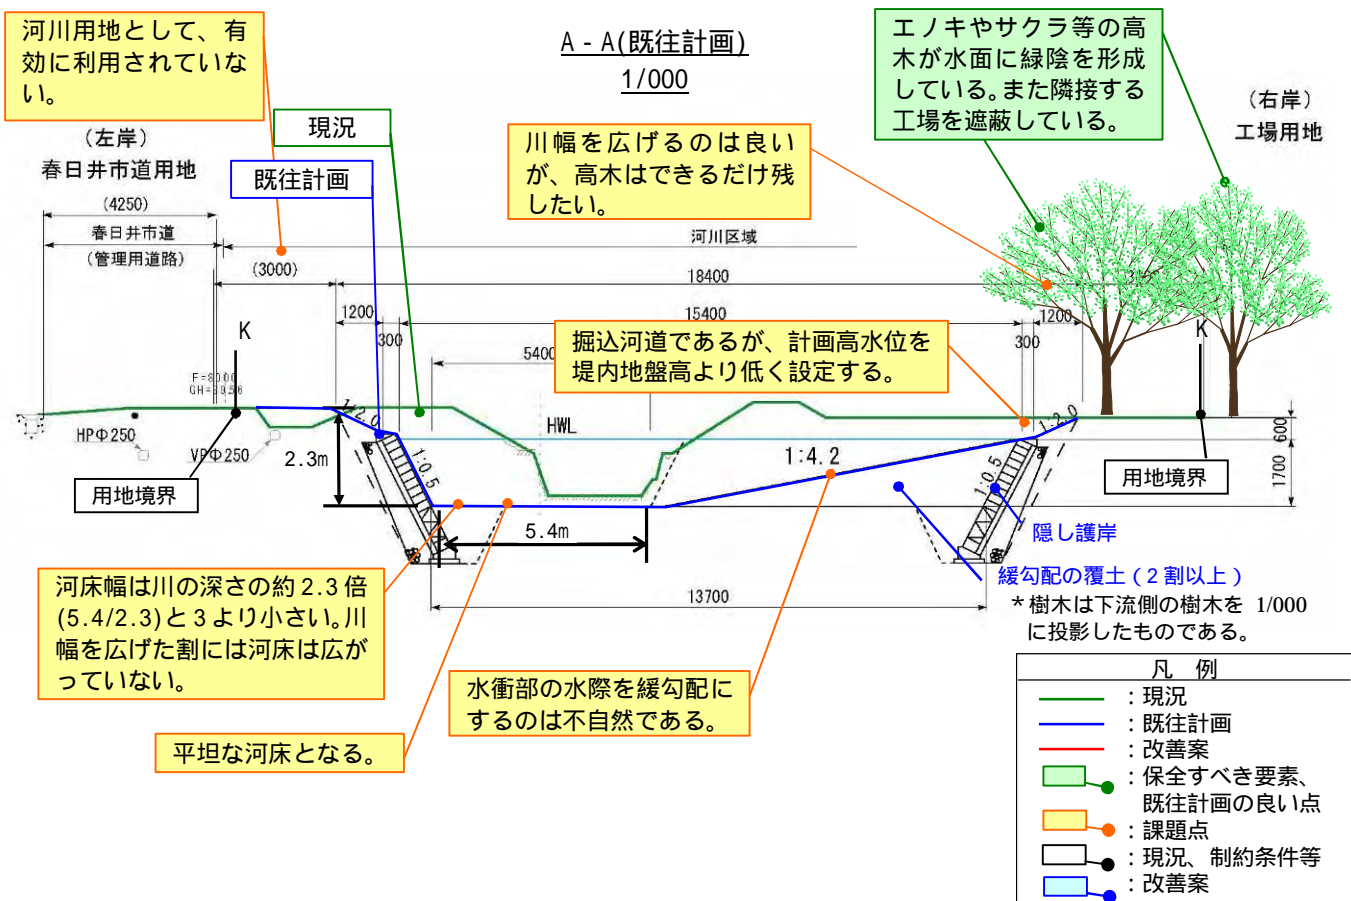 河川用地として、有
効に利用されていな
い。
A - A(既往計画)
1/000
エノキやサクラ等の高
木が水面に緑陰を形成
している。また隣接する
工場を遮蔽している。
(右岸)
工場用地
(左岸)
春日井市道用地
現況
既往計画
川幅を広げるのは良い
が、高木はできるだけ残
したい。
(4250)
春日井市道
(管理用道路)
河川区域
(3000)
18400
1200
15400
1200
300
300
5400
K
K
掘込河道であるが、計画高水位を
堤内地盤高より低く設定する。
1:2.0
HWL
1:2.0
600
1700
HPΦ250
VPΦ250
2.3m
1:0.5
1:4.2
1:0.5
用地境界
用地境界
5.4m
隠し護岸
緩勾配の覆土(2割以上)
13700
*樹木は下流側の樹木を 1/000
に投影したものである。
河床幅は川の深さの約 2.3 倍
(5.4/2.3)と 3 より小さい。川
幅を広げた割には河床は広が
っていない。
水衝部の水際を緩勾配に
するのは不自然である。
平坦な河床となる。
凡 例
:現況
:既往計画
:改善案
:保全すべき要素、
既往計画の良い点
:課題点
:現況、制約条件等
:改善案